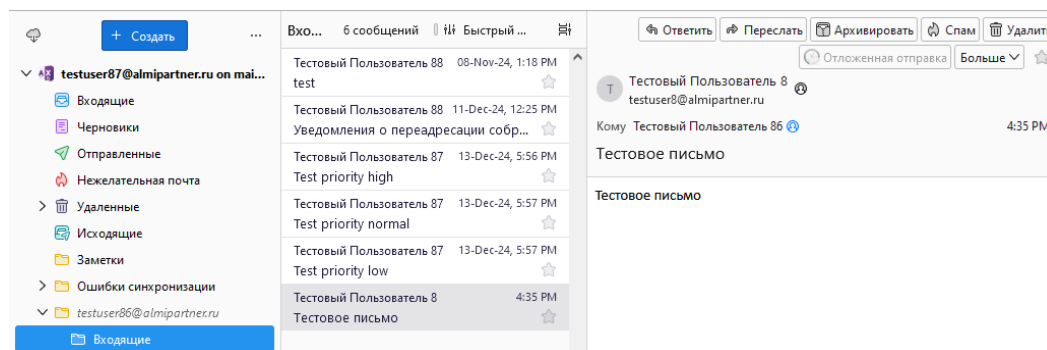 + Создать
...
testuser87@almipartner.ru on mai...
Входящие
Черновики
Отправленные
Нежелательная почта
Удаленные
Исходящие
Заметки
Ошибки синхронизации
testuser86@almipartner.ru
Входящие
Вхо... 6 сообщений Быстрый ...
Тестовый Пользователь 88 08-Nov-24, 1:18 PM
test
Тестовый Пользователь 88 11-Dec-24, 12:25 PM
Уведомления о переадресации собр...
Тестовый Пользователь 87 13-Dec-24, 5:56 PM
Test priority high
Тестовый Пользователь 87 13-Dec-24, 5:57 PM
Test priority normal
Тестовый Пользователь 87 13-Dec-24, 5:57 PM
Test priority low
Тестовый Пользователь 8 4:35 PM
Тестовое письмо
Ответить Переслать Архивировать Спам Удалить
Отложенная отправка Больше
Т
Тестовый Пользователь 8
testuser8@almipartner.ru
Кому Тестовый Пользователь 86 4:35 PM
Тестовое письмо
Тестовое письмо